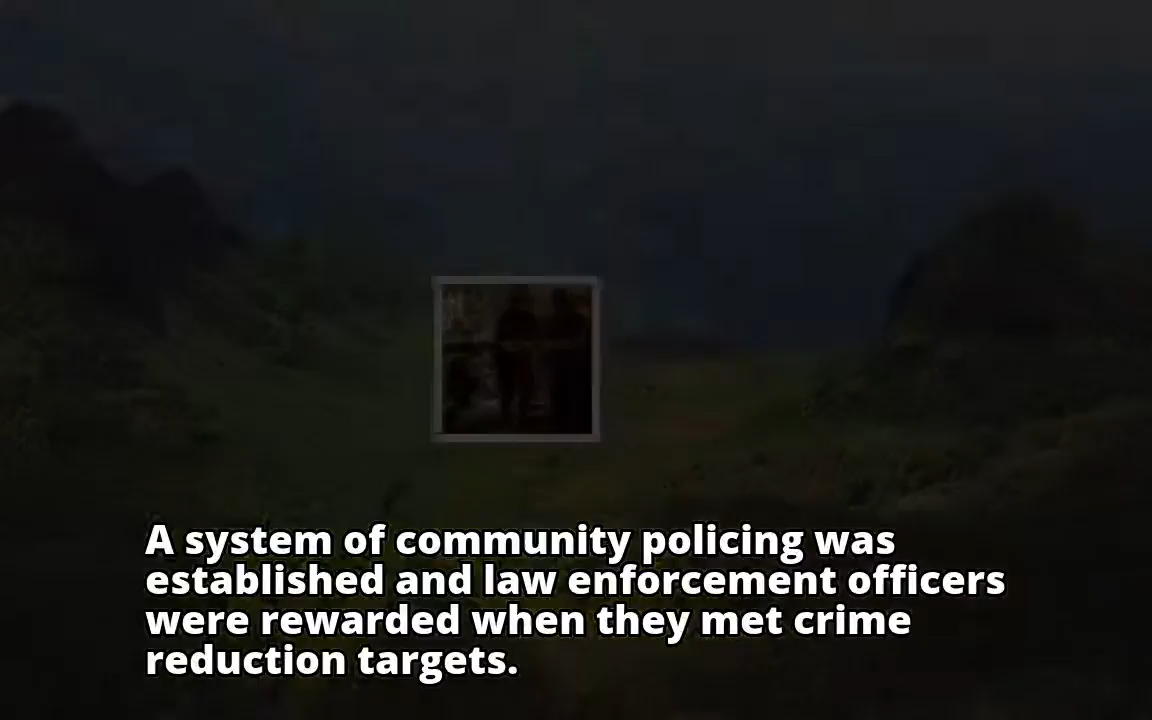 A system of community policing was
established and law enforcement officers
were rewarded when they met crime
reduction targets.